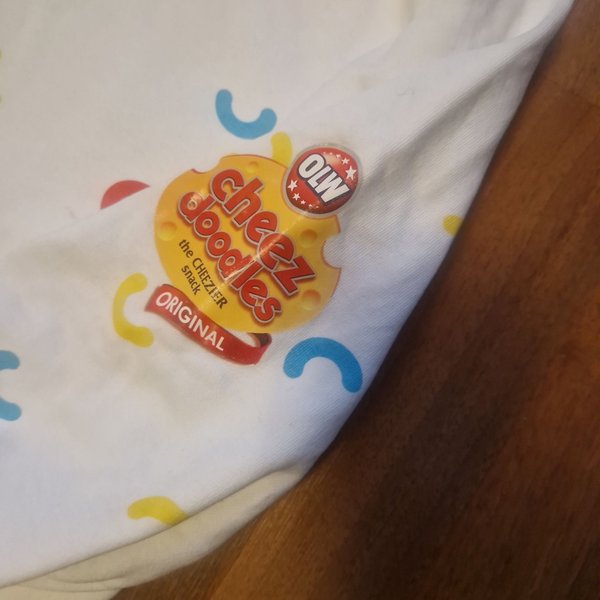 OLW
cheez
doodles
the CHEEZIER
snack
ORIGINAL